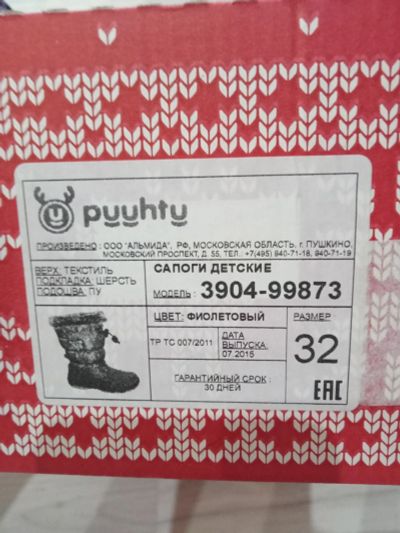 puyhtu
ПРОИЗВЕДЕНО: ООО "АЛЬМИДА", РФ, МОСКОВСКАЯ ОБЛАСТЬ, г. ПУШКИНО,
МОСКОВСКИЙ ПРОСПЕКТ, Д. 55, ТЕЛ.: +7(495) 940-71-18, 940-71-19
ВЕРХ: ТЕКСТИЛЬ
ПОДКЛАДКА: ШЕРСТЬ
ПОДОШВА: ПУ
САПОГИ ДЕТСКИЕ
МОДЕЛЬ: 3904-99873
ЦВЕТ: ФИОЛЕТОВЫЙ
РАЗМЕР
ТР ТС 007/2011
ДАТА
ВЫПУСКА:
07.2015
32
ГАРАНТИЙНЫЙ СРОК:
30 ДНЕЙ
EAC